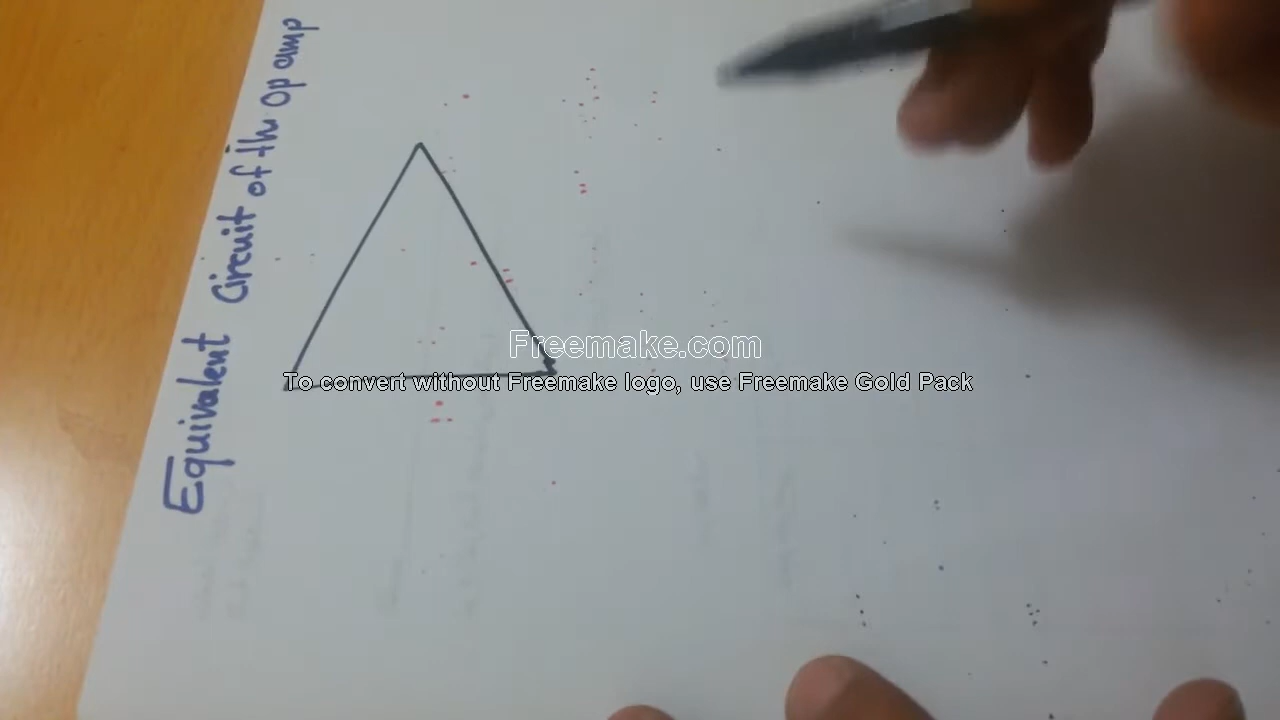 Equivalent Circuit of the Op amp
Freemake.com
To convert without Freemake logo, use Freemake Gold Pack